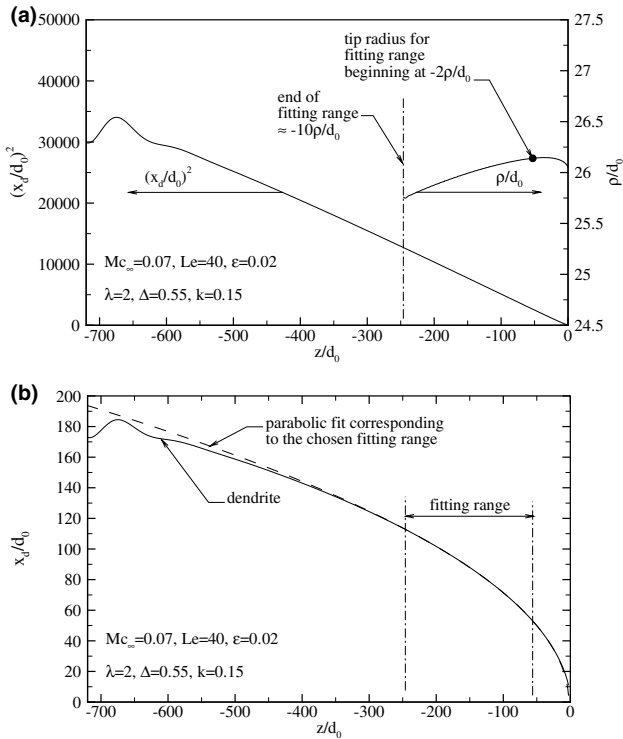 (a)
50000
40000
30000
20000
10000
0
(x_d/d_0)^2
27.5
27
26.5
26
25.5
25
24.5
ρ/d_0
tip radius for
fitting range
beginning at -2ρ/d_0
end of
fitting range
≈ -10ρ/d_0
(x_d/d_0)^2
ρ/d_0
Mc_∞=0.07, Le=40, ε=0.02
λ=2, Δ=0.55, k=0.15
-700 -600 -500 -400 -300 -200 -100 0
z/d_0
(b)
200
180
160
140
120
100
80
60
40
20
0
x_d/d_0
parabolic fit corresponding
to the chosen fitting range
dendrite
fitting range
Mc_∞=0.07, Le=40, ε=0.02
λ=2, Δ=0.55, k=0.15
-700 -600 -500 -400 -300 -200 -100 0
z/d_0